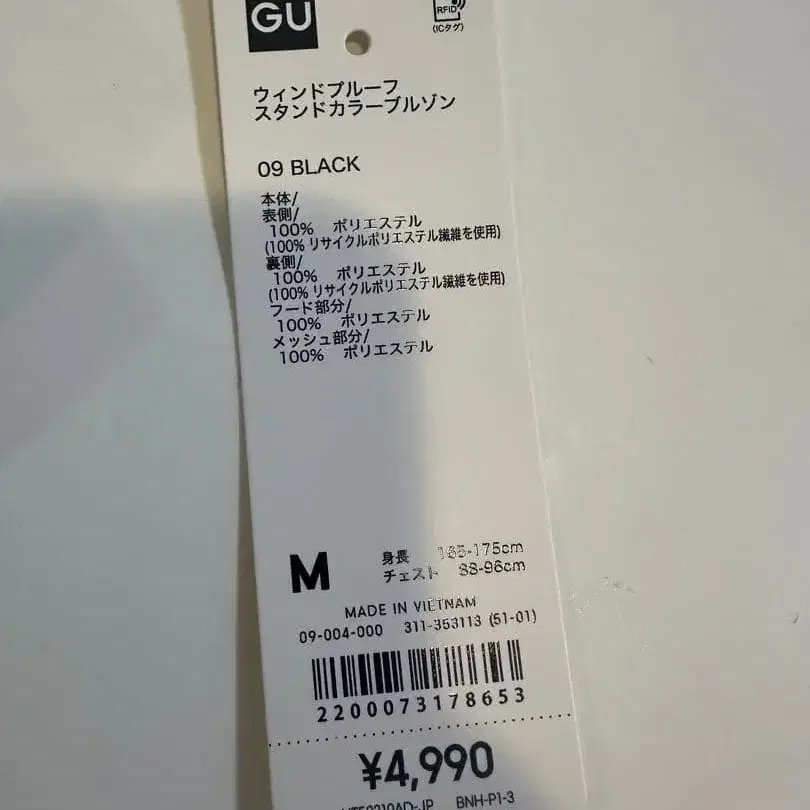 GU
RFID
(ICタグ)
ウィンドプルーフ
スタンドカラーブルゾン
09 BLACK
本体/
表側/
100% ポリエステル
(100% リサイクルポリエステル繊維を使用)
裏側/
100% ポリエステル
(100% リサイクルポリエステル繊維を使用)
フード部分/
100% ポリエステル
メッシュ部分/
100% ポリエステル
M 身長 165-175cm
チェスト 88-96cm
MADE IN VIETNAM
09-004-000 311-353113 (51-01)
2200073178653
¥4,990
BNH-P1-3